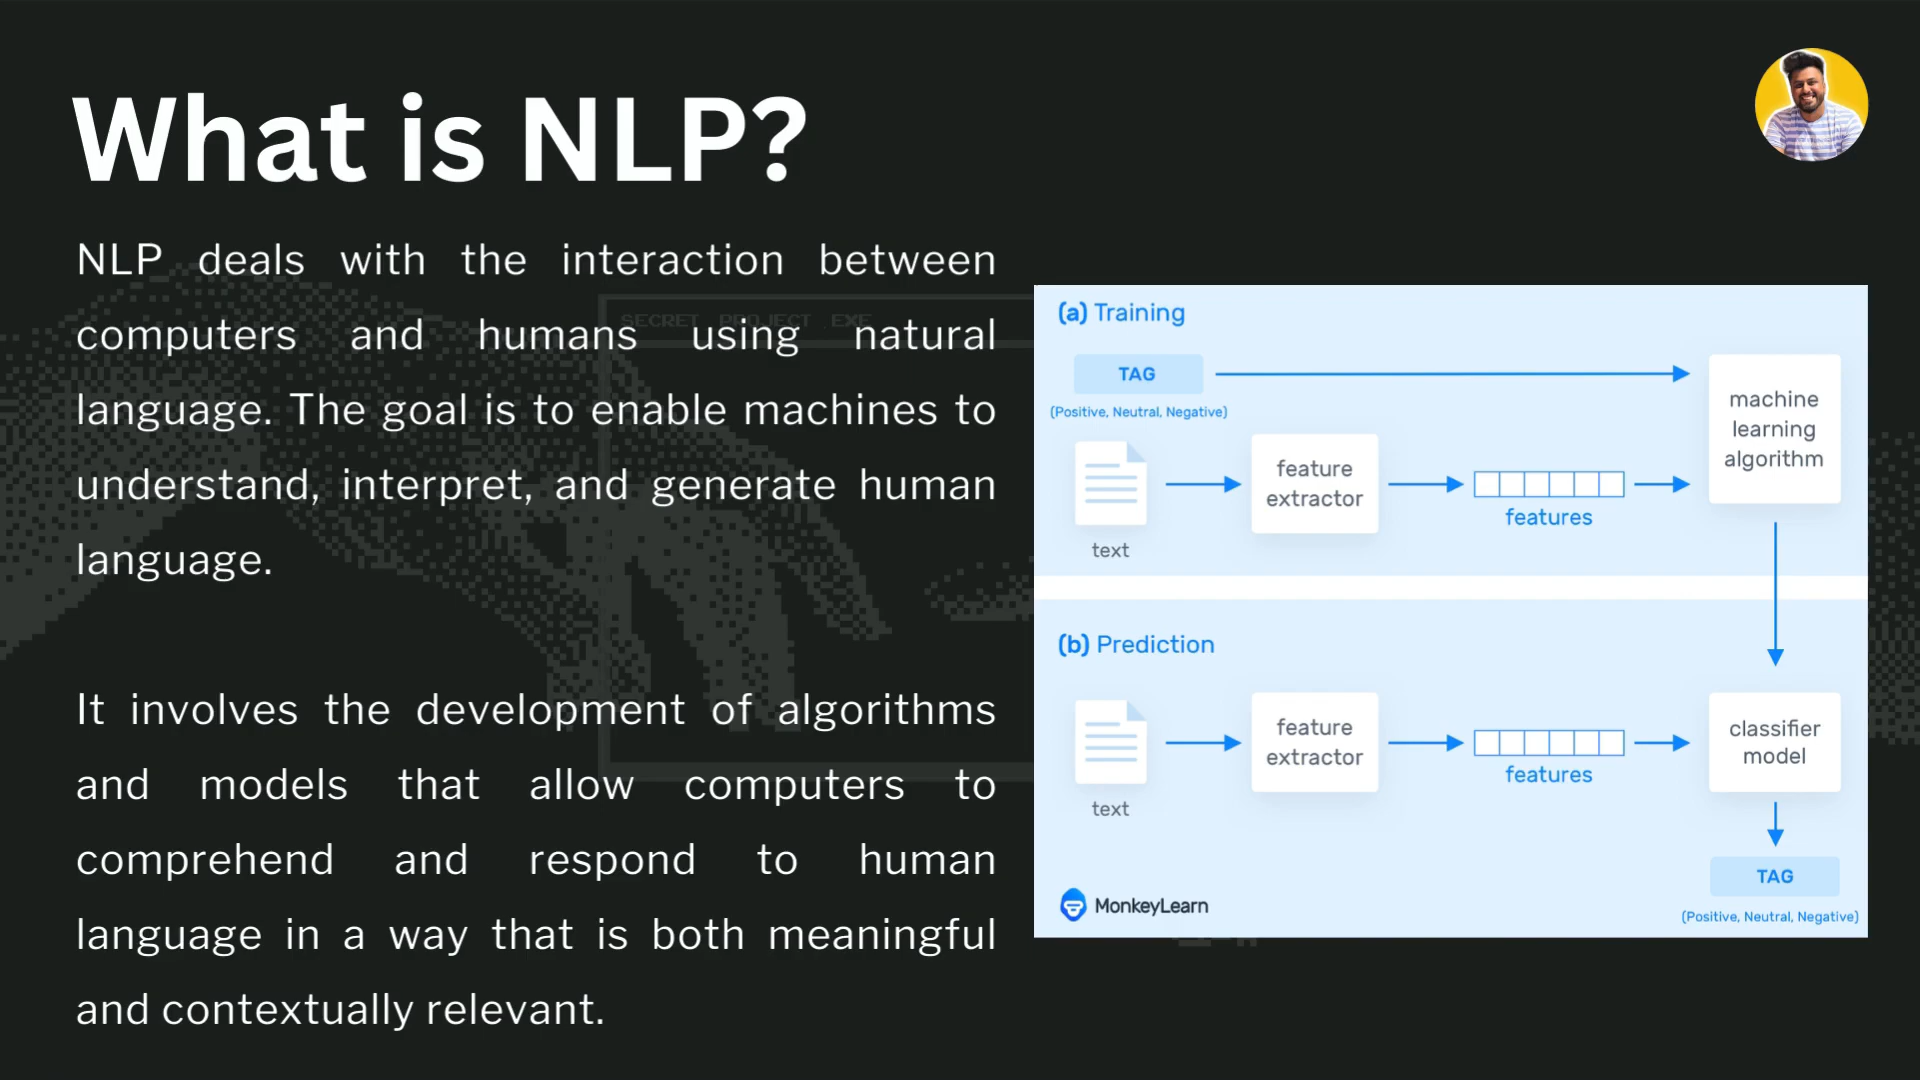 What is NLP?
NLP deals with the interaction between
computers and humans using natural
language. The goal is to enable machines to
understand, interpret, and generate human
language.
It involves the development of algorithms
and models that allow computers to
comprehend and respond to human
language in a way that is both meaningful
and contextually relevant.
SECRET PROJECT EXE
(a) Training
TAG
(Positive, Neutral, Negative)
text
feature
extractor
features
machine
learning
algorithm
(b) Prediction
text
feature
extractor
features
classifier
model
TAG
(Positive, Neutral, Negative)
MonkeyLearn